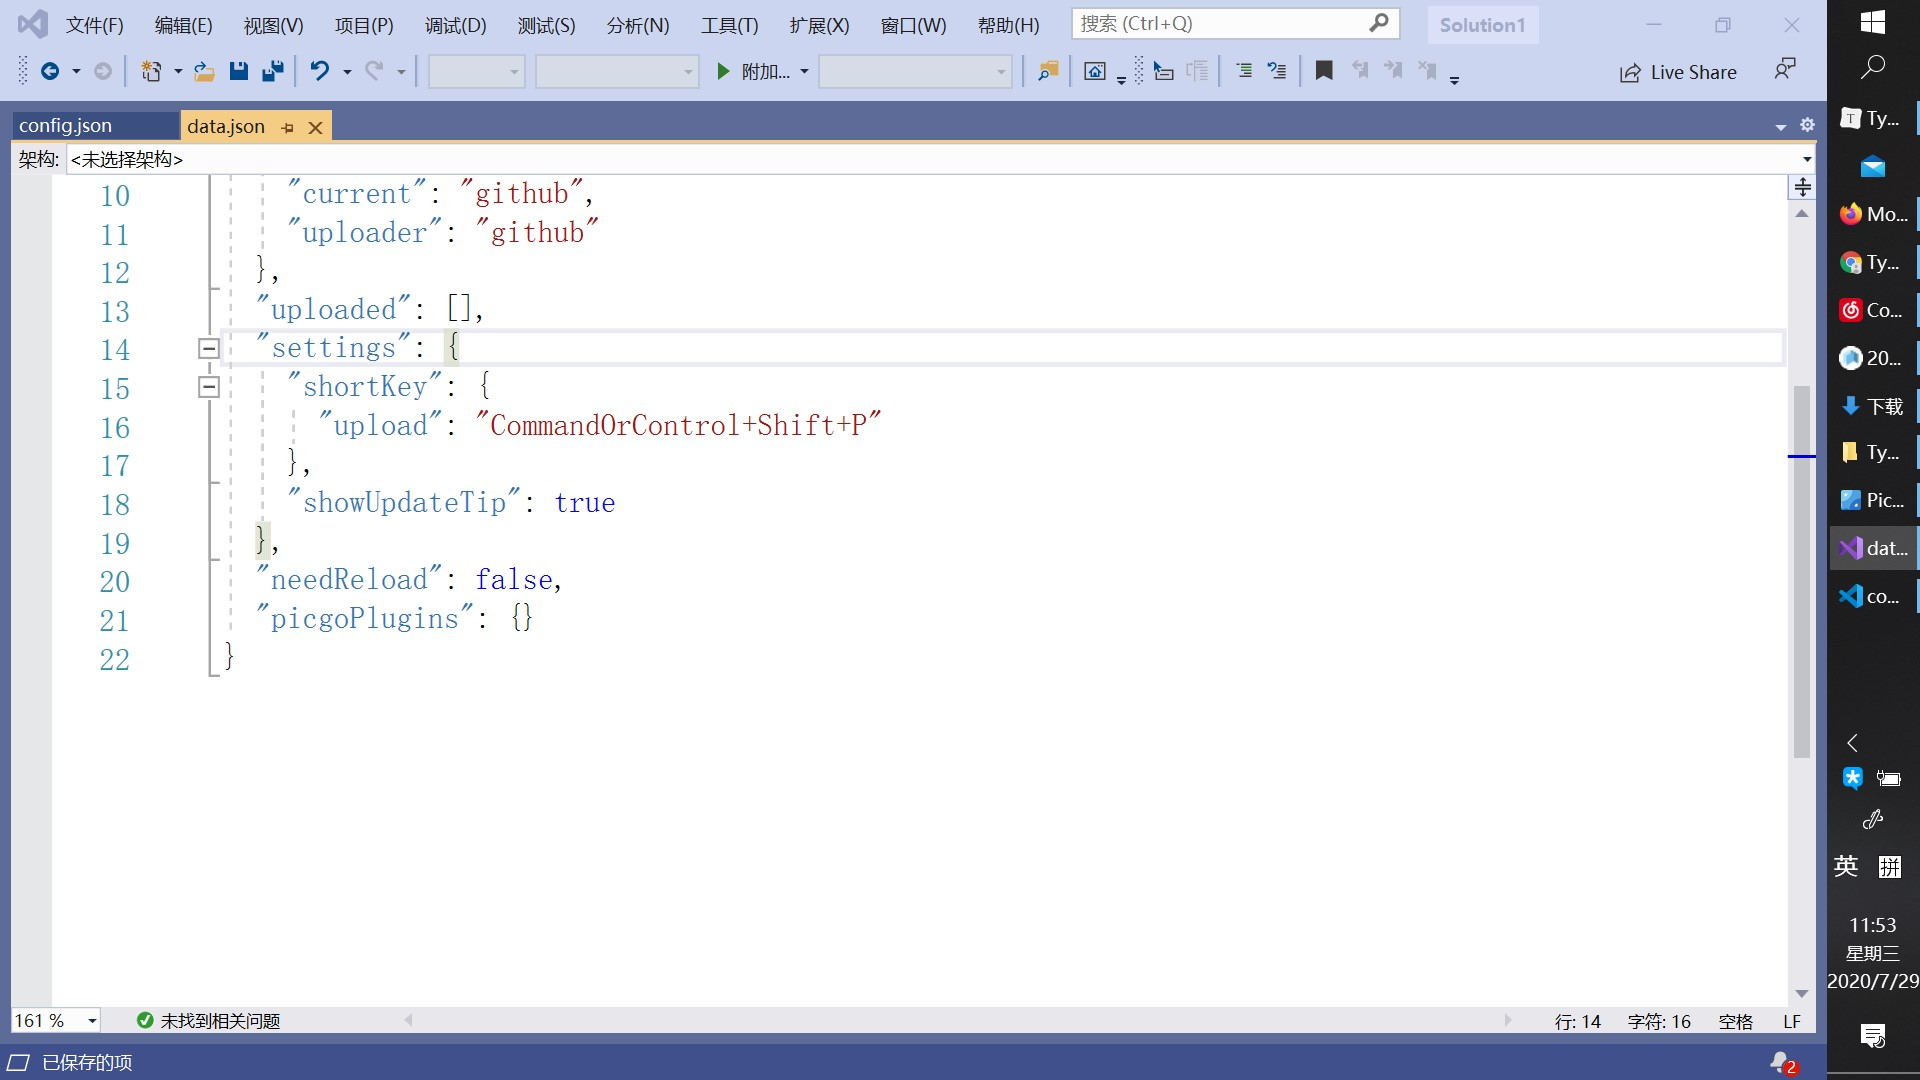 文件(F) 编辑(E) 视图(V) 项目(P) 调试(D) 测试(S) 分析(N) 工具(T) 扩展(X) 窗口(W) 帮助(H) 搜索 (Ctrl+Q) Solution1
附加... Live Share
config.json data.json
架构: <未选择架构>
10 "current": "github",
11 "uploader": "github"
12 },
13 "uploaded": [],
14 "settings": {
15 "shortKey": {
16 "upload": "CommandOrControl+Shift+P"
17 },
18 "showUpdateTip": true
19 },
20 "needReload": false,
21 "picgoPlugins": {}
22 }
161 % 未找到相关问题 行: 14 字符: 16 空格 LF
已保存的项 2
Ty...
Mo...
Ty...
Co...
20...
下载
Ty...
Pic...
dat...
co...
英 拼
11:53
星期三
2020/7/29